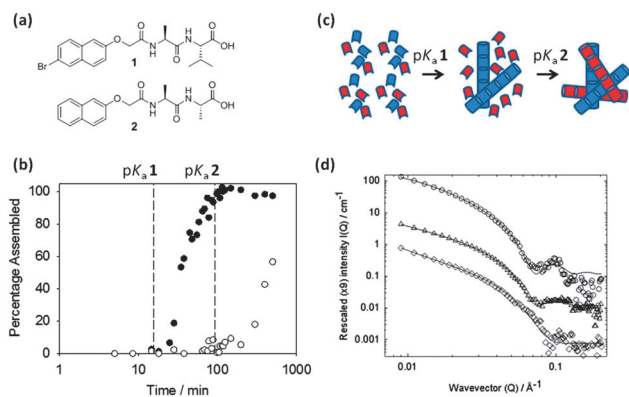 (a)
O
O
N
H
O
H
N
O
OH
Br
1
O
O
N
H
O
H
N
O
OH
2
(b)
pKa 1
pKa 2
Percentage Assembled
100
80
60
40
20
0
1
10
100
1000
Time / min
(c)
pKa 1
pKa 2
(d)
Rescaled (x9) intensity I(Q) / cm⁻¹
100
10
1
0.1
0.01
0.001
0.01
0.1
Wavevector (Q) / Å⁻¹